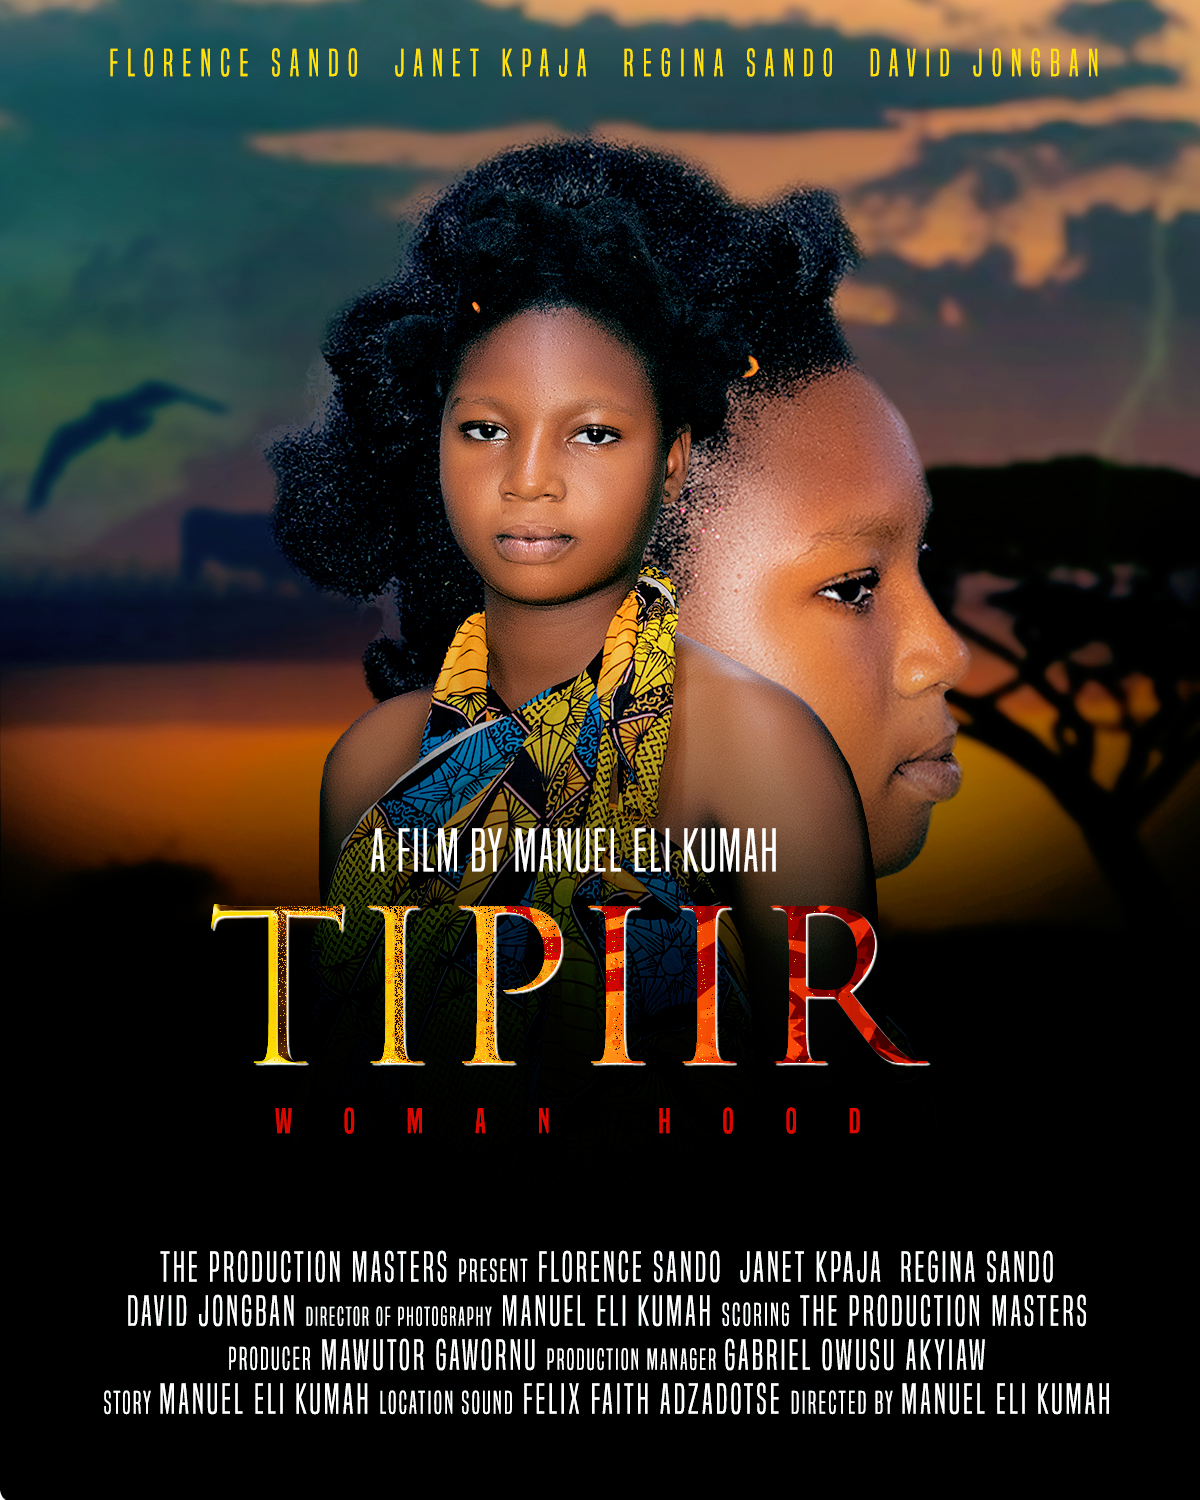 FLORENCE SANDO JANET KPAJA REGINA SANDO DAVID JONGBAN
A FILM BY MANUEL ELI KUMAH
TIPIIR
WOMAN HOOD
THE PRODUCTION MASTERS PRESENT FLORENCE SANDO JANET KPAJA REGINA SANDO
DAVID JONGBAN DIRECTOR OF PHOTOGRAPHY MANUEL ELI KUMAH SCORING THE PRODUCTION MASTERS
PRODUCER MAWUTOR GAWORNU PRODUCTION MANAGER GABRIEL OWUSU AKYIAW
STORY MANUEL ELI KUMAH LOCATION SOUND FELIX FAITH ADZADOTSE DIRECTED BY MANUEL ELI KUMAH